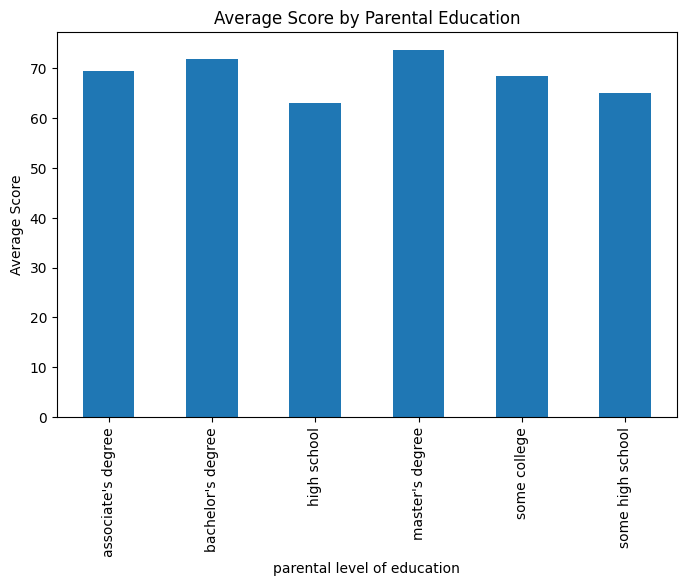 Average Score by Parental Education
Average Score
70
60
50
40
30
20
10
0
associate's degree
bachelor's degree
high school
master's degree
some college
some high school
parental level of education